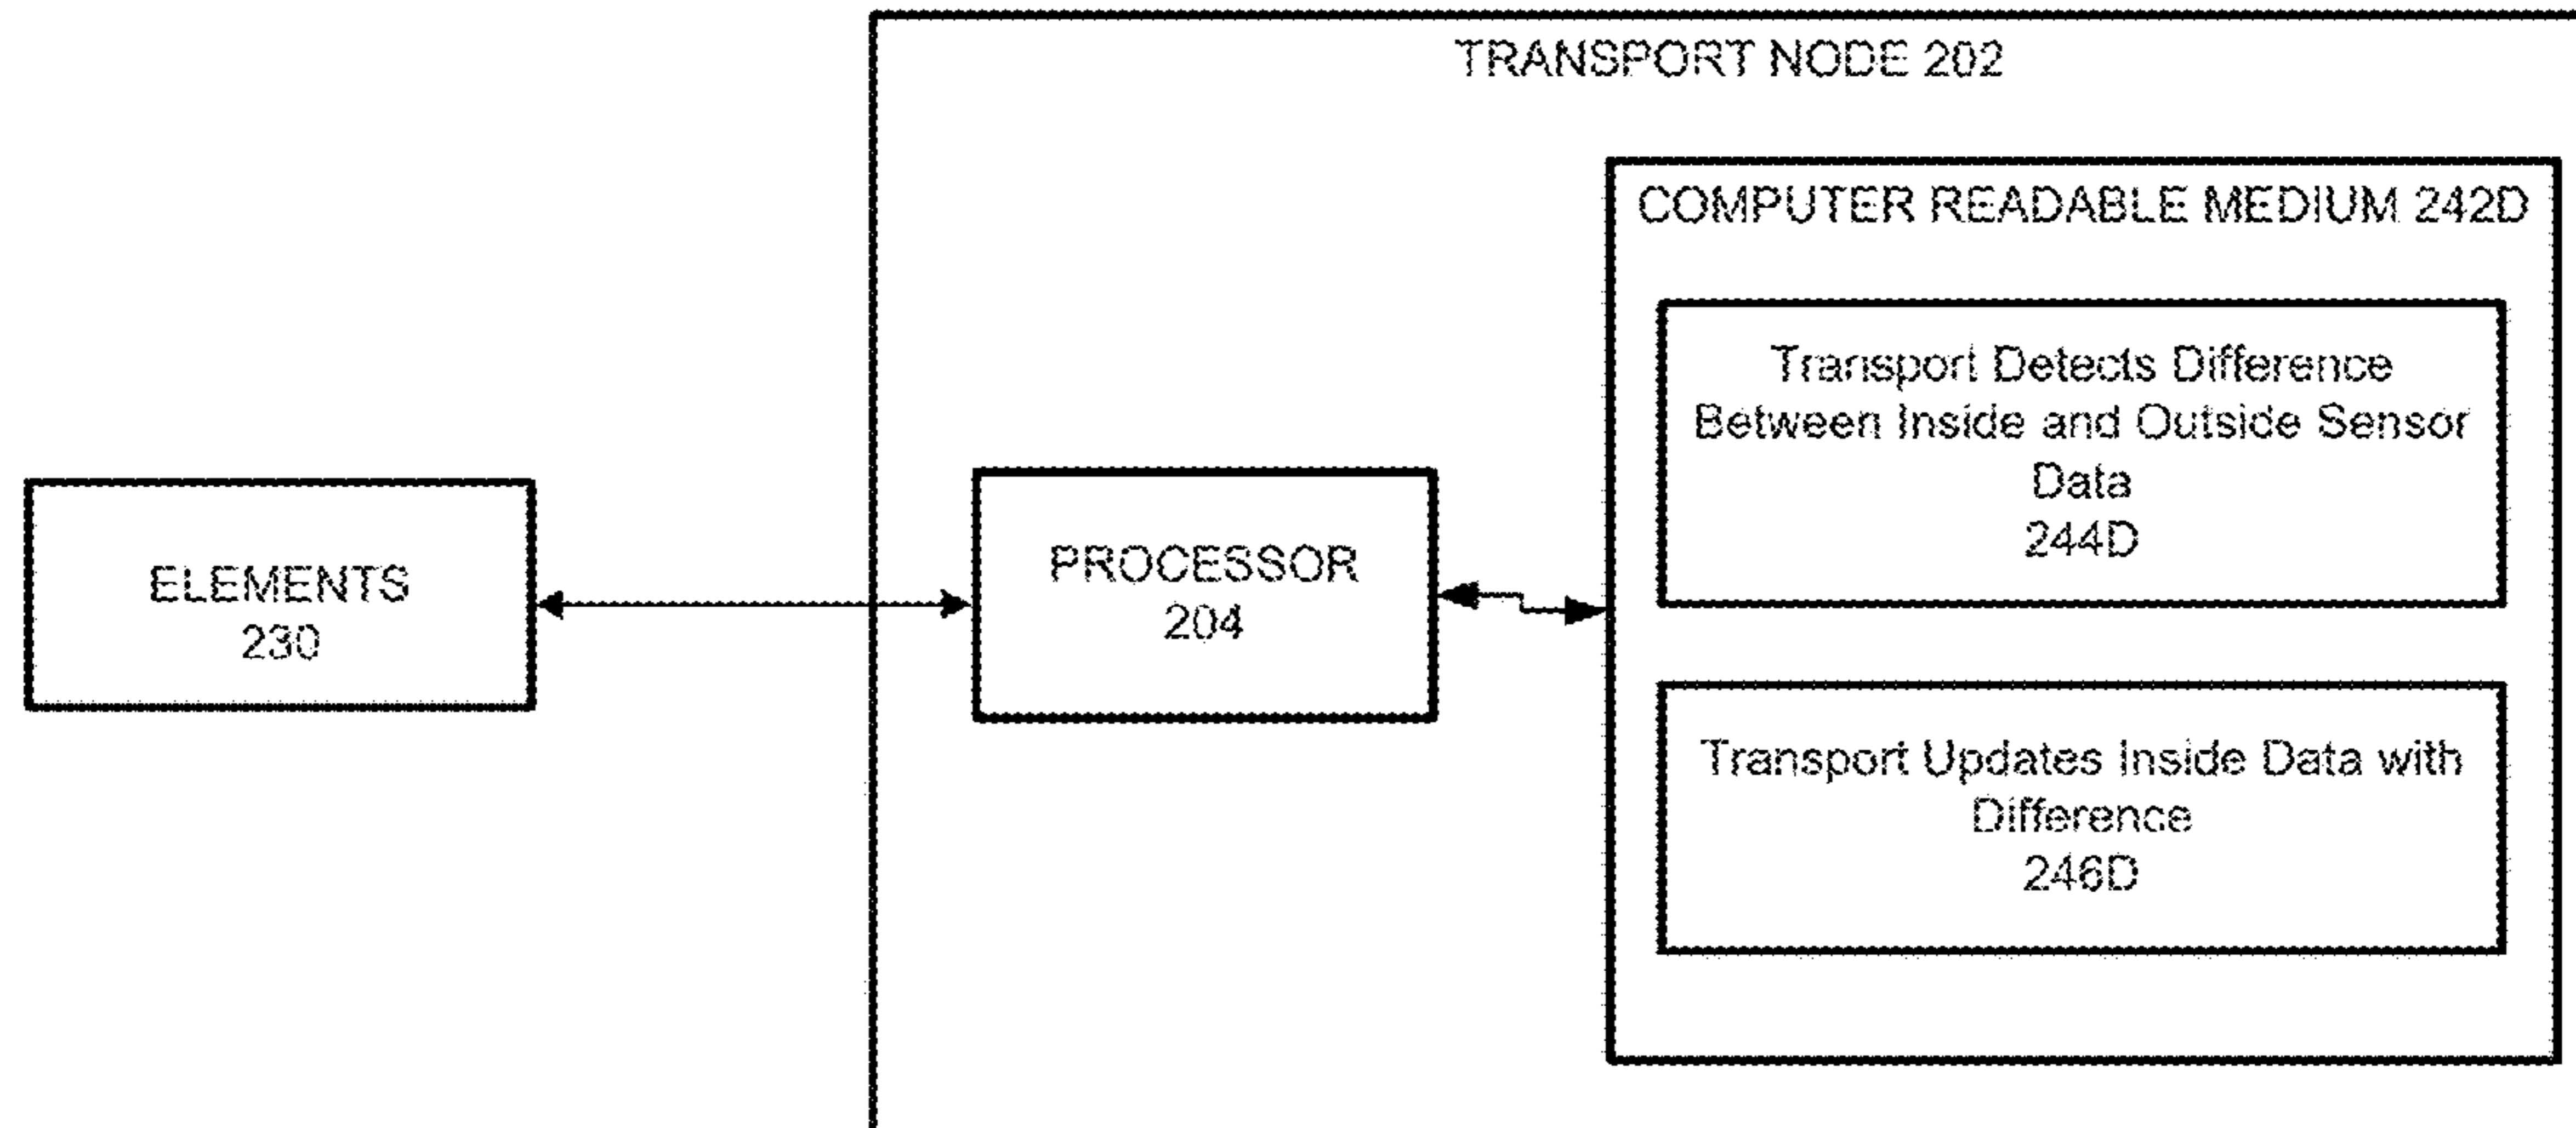 TRANSPORT NODE 202
COMPUTER READABLE MEDIUM 242D
Transport Detects Difference
Between Inside and Outside Sensor
Data
244D
ELEMENTS
230
PROCESSOR
204
Transport Updates Inside Data with
Difference
246D